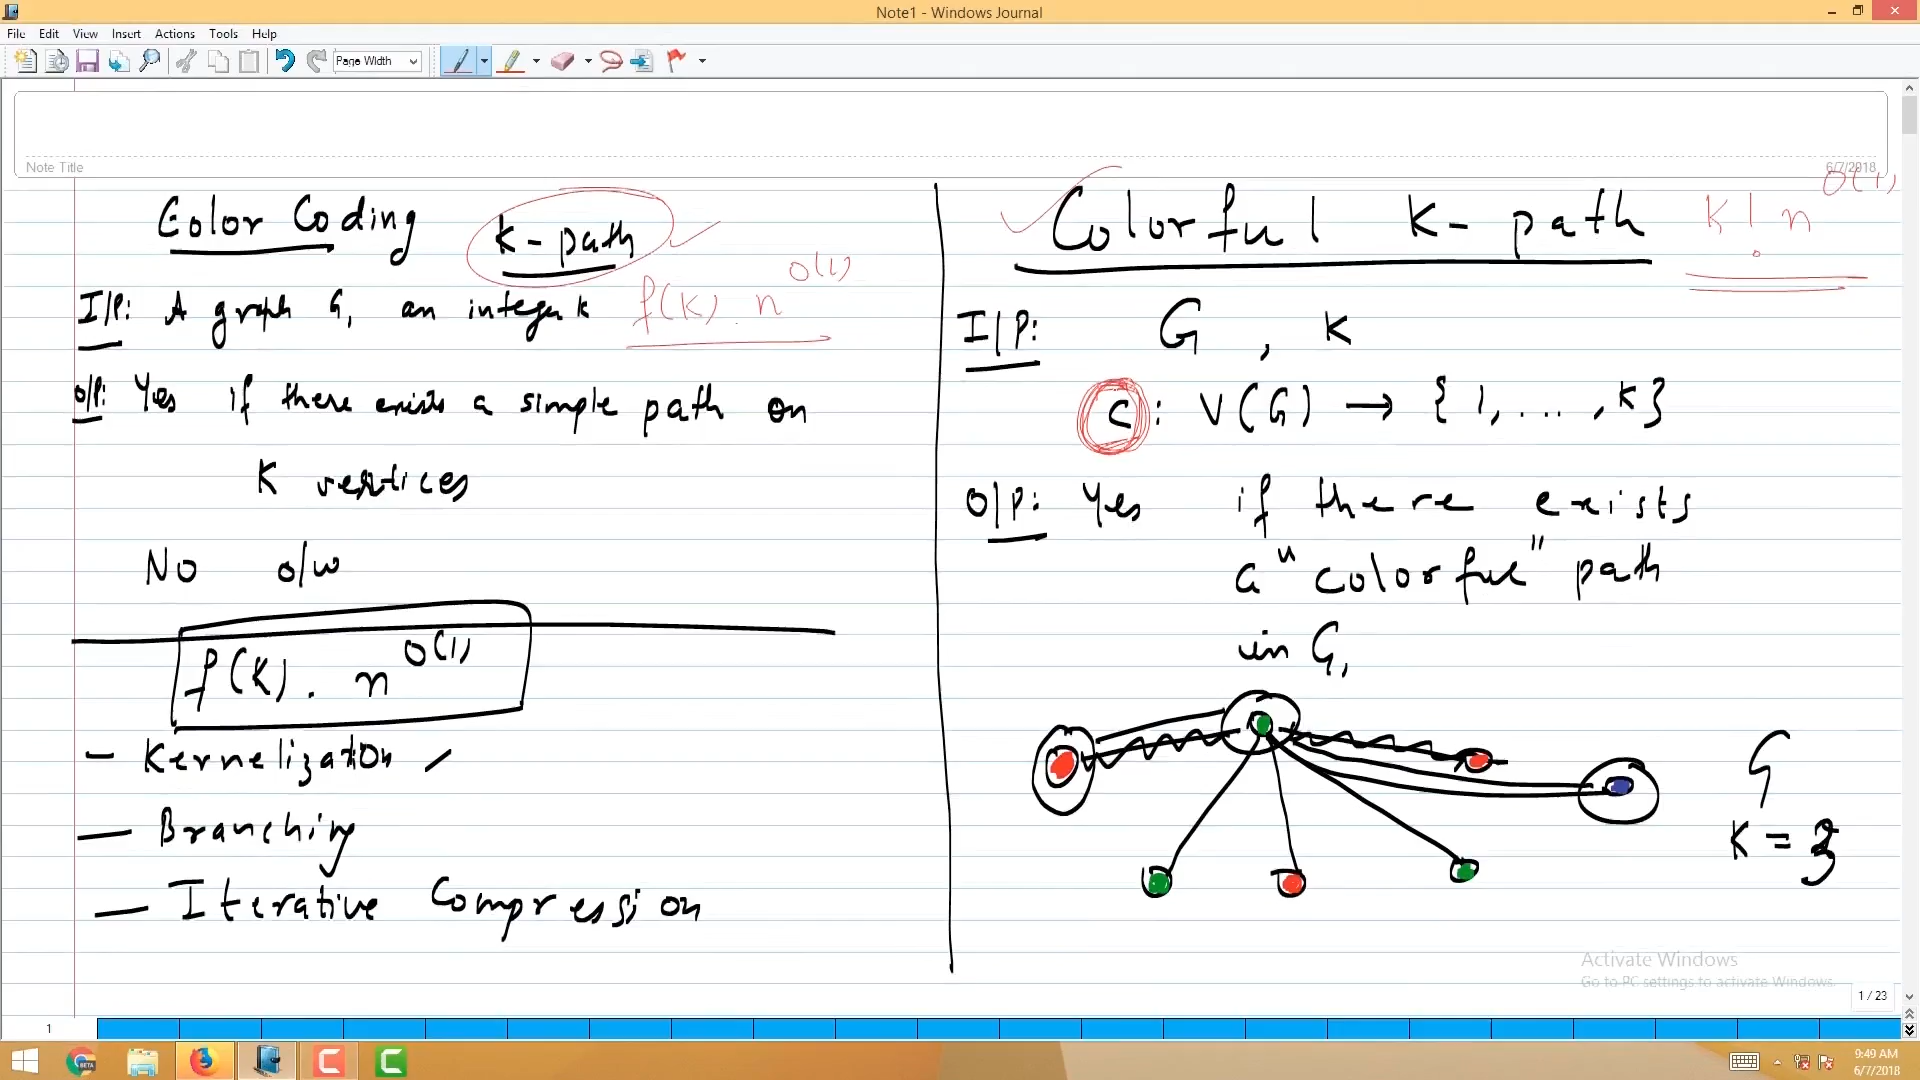 Note1 - Windows Journal
File Edit View Insert Actions Tools Help
Page Width
Note Title
6/7/2018
Color Coding
K - path
I/P: A graph G, an integer k
f(K) . n^O(1)
O/P: Yes if there exists a simple path on
K vertices
No o/w
f(K) . n^O(1)
- Kernelization
- Branching
- Iterative Compression
Colorful K - path
K! n^O(1)
I/P: G, K
C: V(G) → {1, ..., K}
O/P: Yes if there exists
a "colorful" path
in G,
G
K = 3
Activate Windows
Go to PC settings to activate Windows.
1 / 23
1
BETA
9:49 AM
6/7/2018